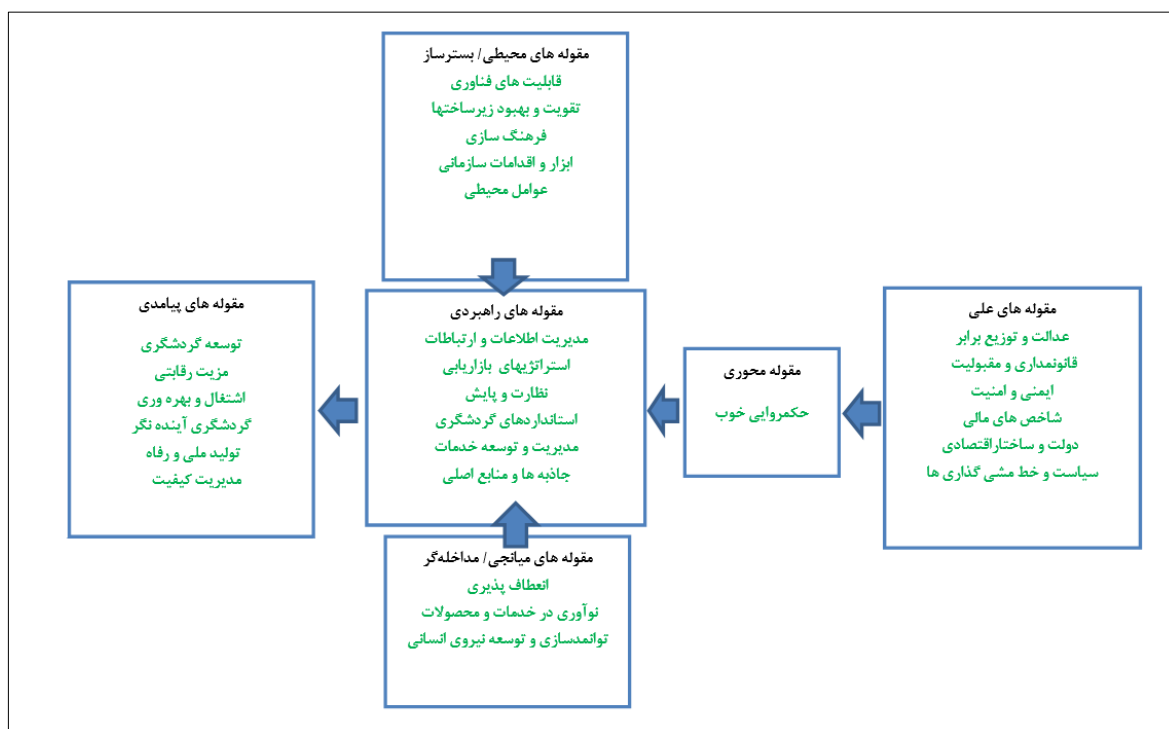 مقوله های محیطی/ بسترساز
قابلیت های فناوری
تقویت و بهبود زیرساختها
فرهنگ سازی
ابزار و اقدامات سازمانی
عوامل محیطی
مقوله های علی
عدالت و توزیع برابر
قانونمداری و مقبولیت
ایمنی و امنیت
شاخص های مالی
دولت و ساختاراقتصادی
سیاست و خط مشی گذاری ها
مقوله محوری
حکمروایی خوب
مقوله های راهبردی
مدیریت اطلاعات و ارتباطات
استراتژیهای بازاریابی
نظارت و پایش
استانداردهای گردشگری
مدیریت و توسعه خدمات
جاذبه ها و منابع اصلی
مقوله های پیامدی
توسعه گردشگری
مزیت رقابتی
اشتغال و بهره وری
گردشگری آینده نگر
تولید ملی و رفاه
مدیریت کیفیت
مقوله های میانجی/ مداخله‌گر
انعطاف پذیری
نوآوری در خدمات و محصولات
توانمدسازی و توسعه نیروی انسانی